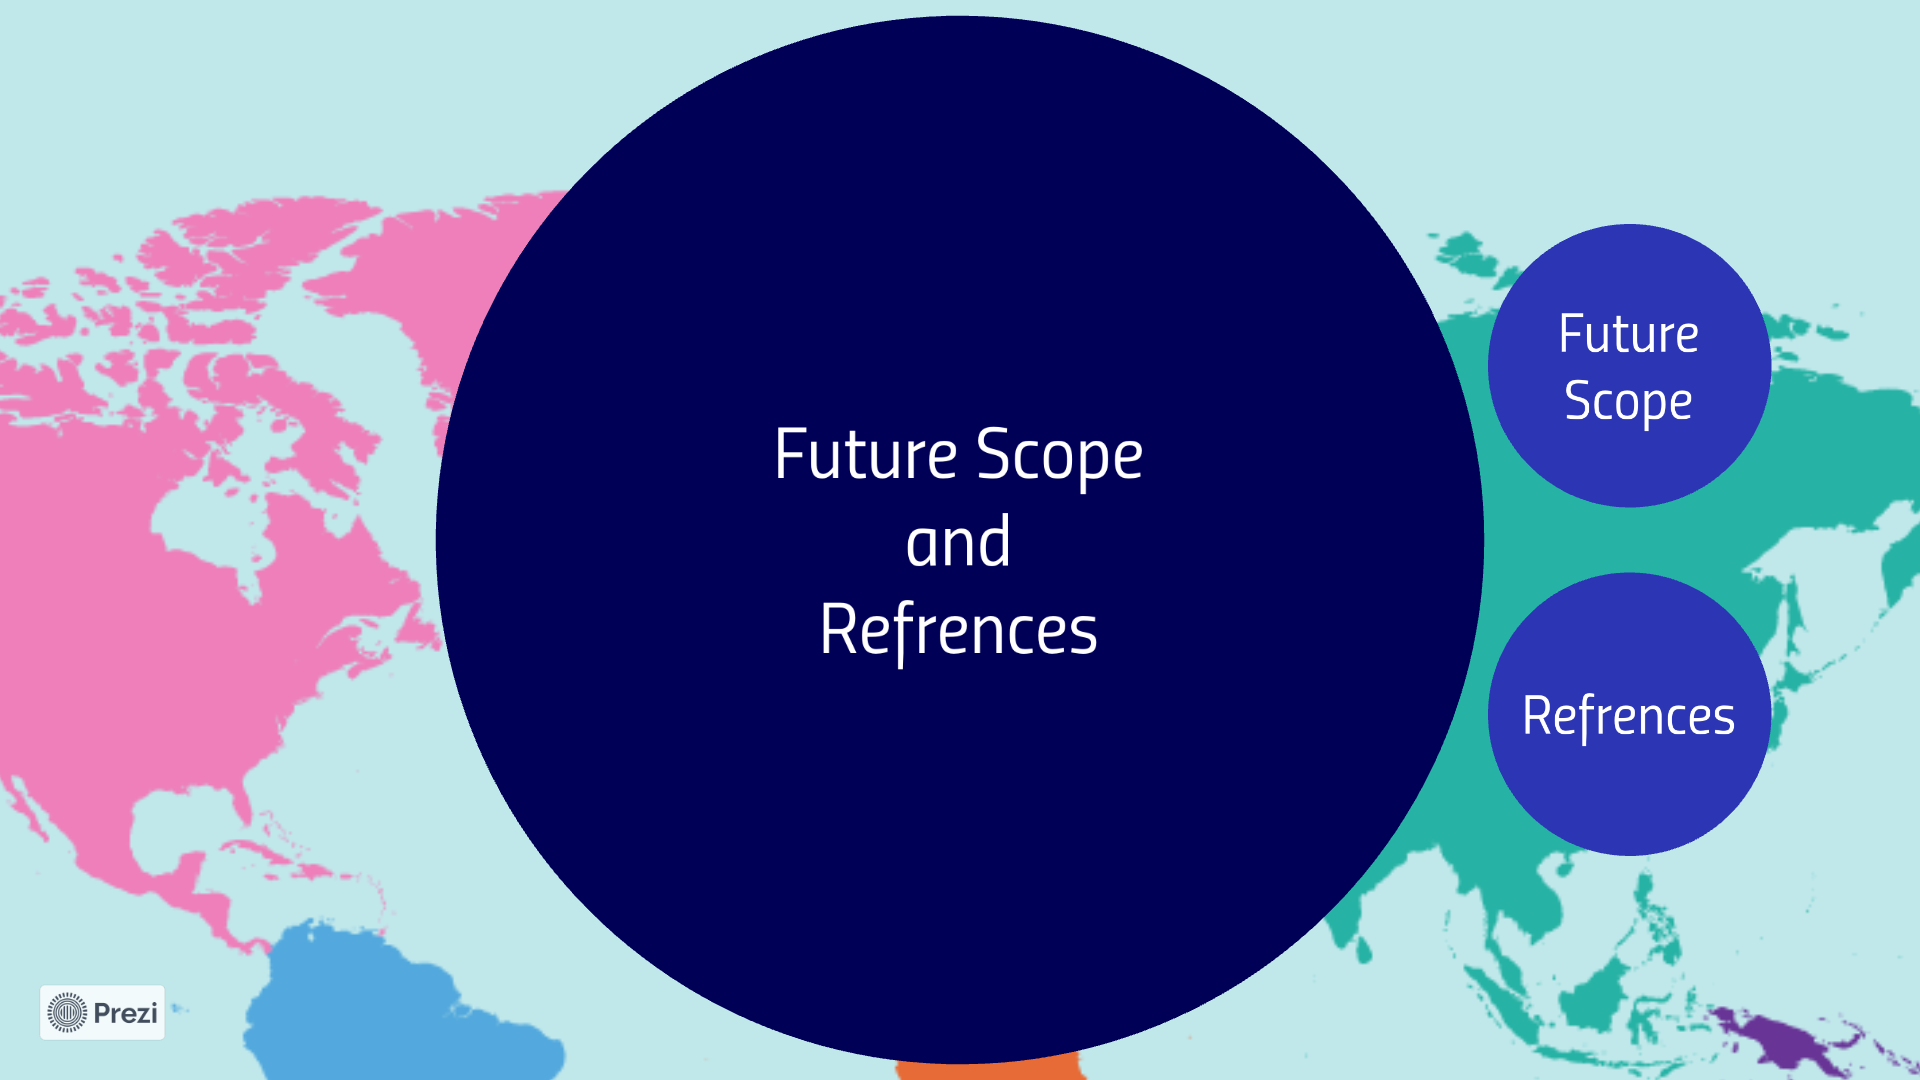 Future Scope
and
Refrences
Future
Scope
Refrences
Prezi